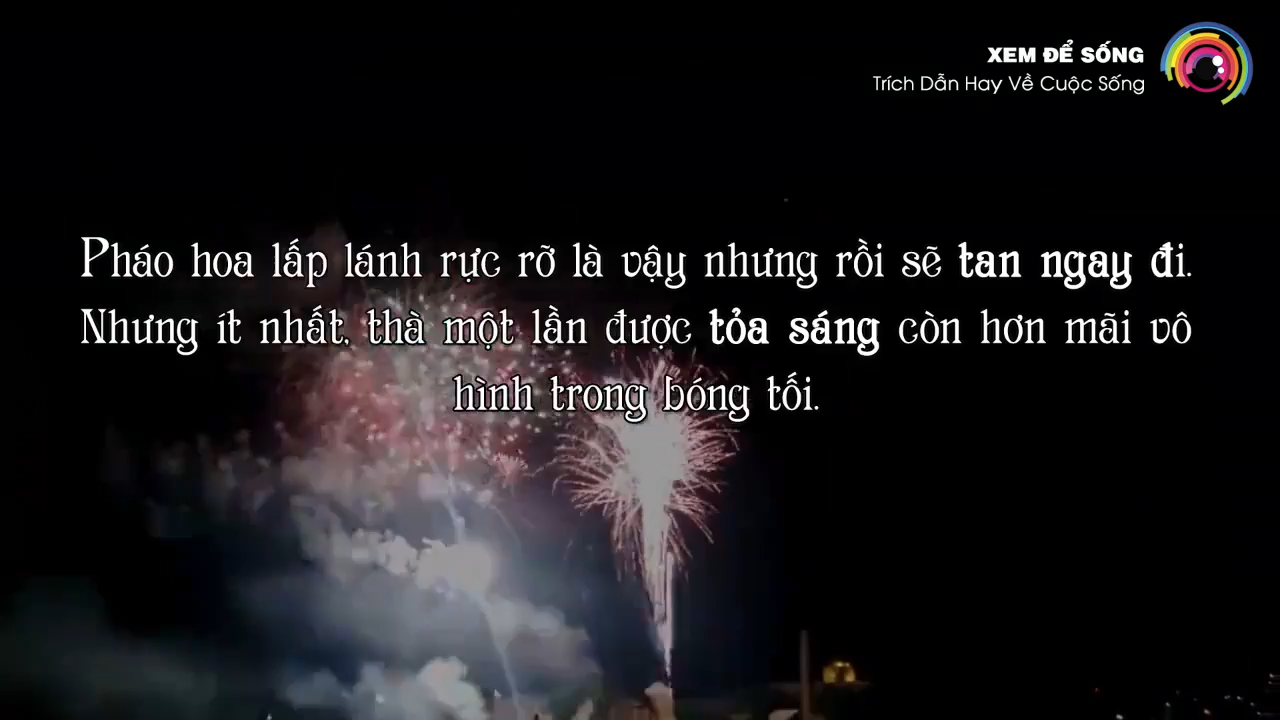 XEM ĐỂ SỐNG
Trích Dẫn Hay Về Cuộc Sống
Pháo hoa lấp lánh rực rỡ là vậy nhưng rồi sẽ tan ngay đi.
Nhưng ít nhất, thà một lần được tỏa sáng còn hơn mãi vô
hình trong bóng tối.